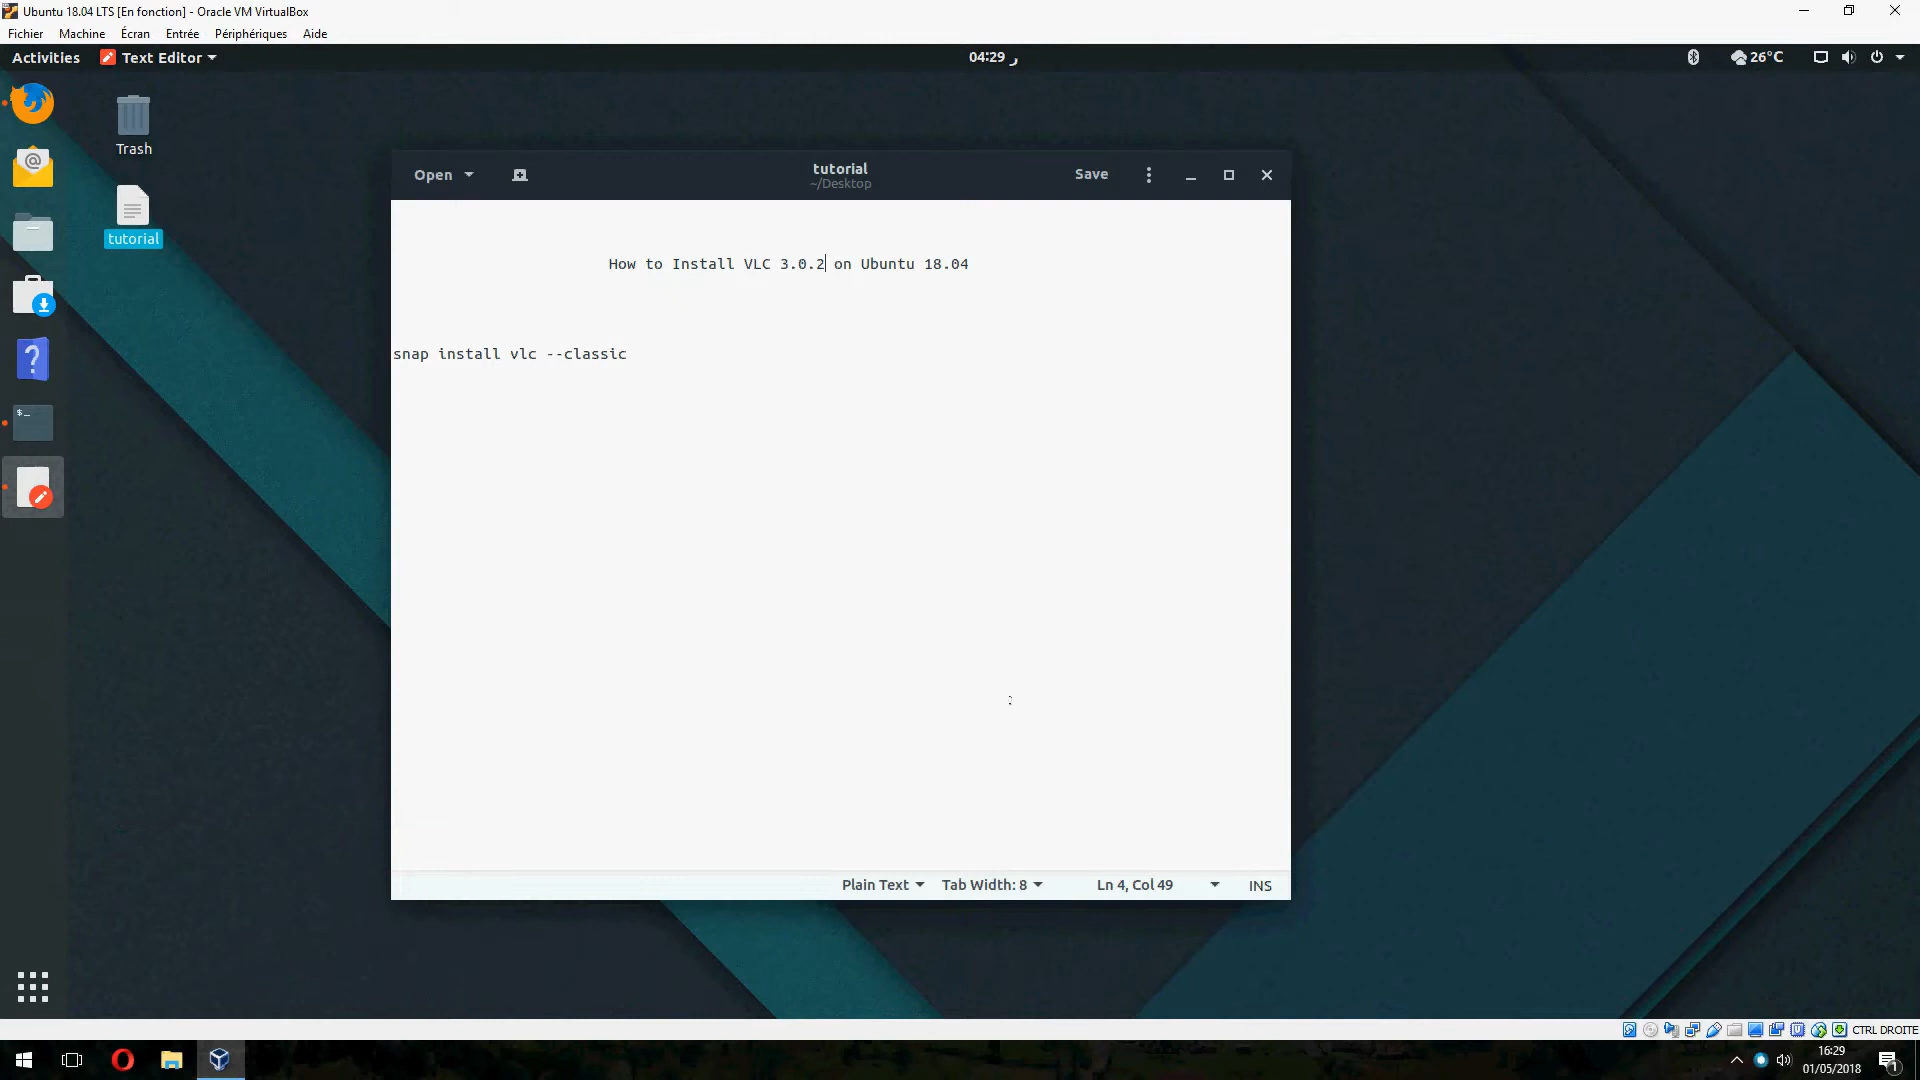 Ubuntu 18.04 LTS [En fonction] - Oracle VM VirtualBox
Fichier Machine Écran Entrée Périphériques Aide
Activities Text Editor 04:29 ر 26°C
Trash
tutorial
Open tutorial Save
~/Desktop
How to Install VLC 3.0.2 on Ubuntu 18.04
snap install vlc --classic
Plain Text Tab Width: 8 Ln 4, Col 49 INS
CTRL DROITE
16:29
01/05/2018
1